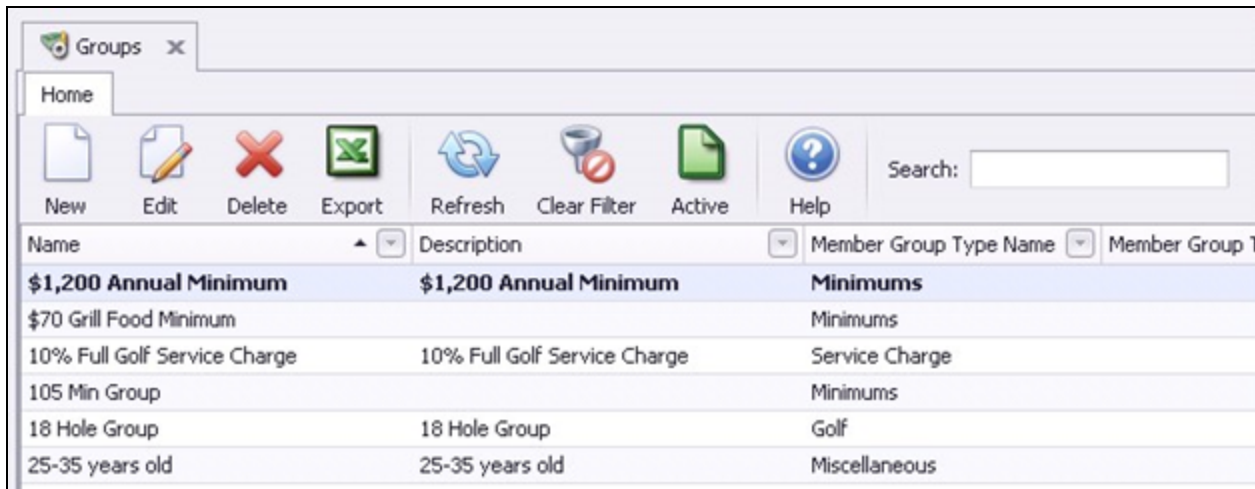 Groups
Home
New Edit Delete Export Refresh Clear Filter Active Help Search:
Name Description Member Group Type Name Member Group T
$1,200 Annual Minimum $1,200 Annual Minimum Minimums
$70 Grill Food Minimum Minimums
10% Full Golf Service Charge 10% Full Golf Service Charge Service Charge
105 Min Group Minimums
18 Hole Group 18 Hole Group Golf
25-35 years old 25-35 years old Miscellaneous